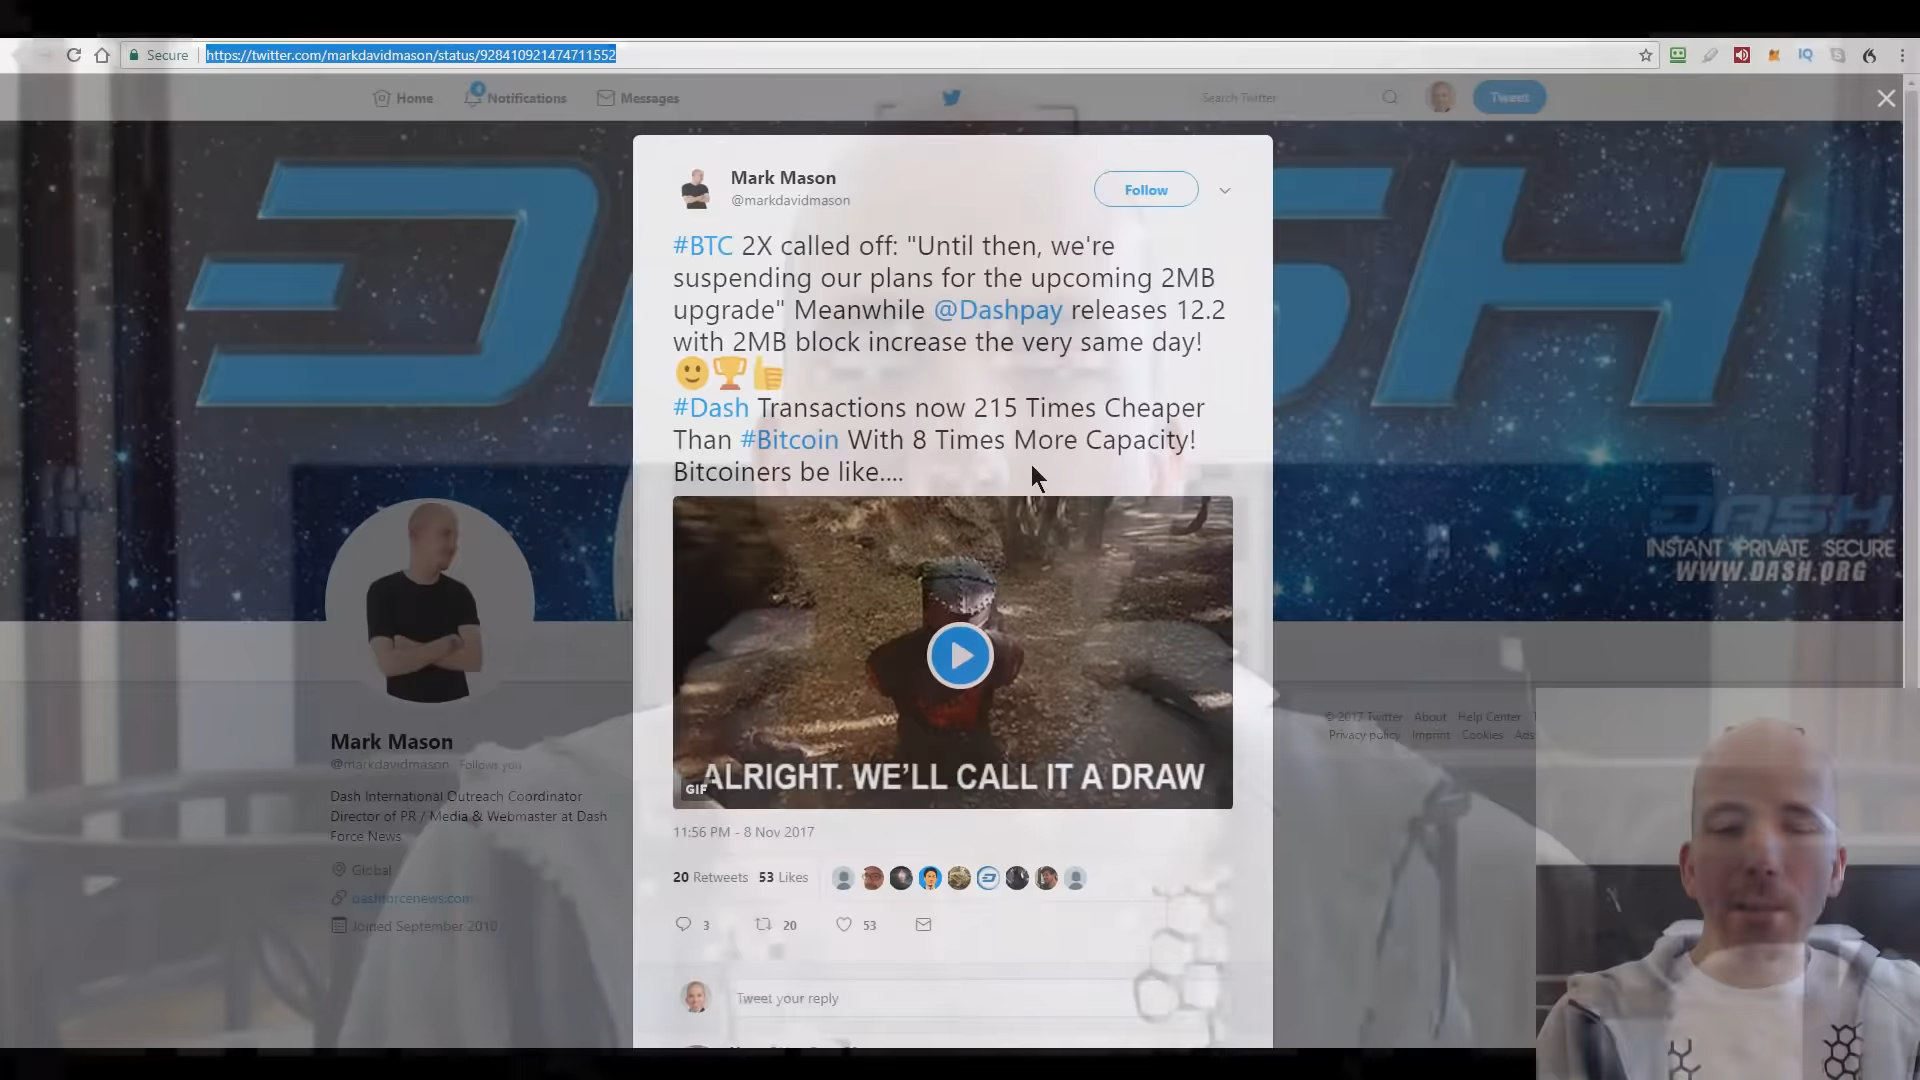 Secure https://twitter.com/markdavidmason/status/928410921474711552
IQ
Home Notifications Messages Search Twitter Tweet
DASH
Mark Mason
@markdavidmason
Follow
#BTC 2X called off: "Until then, we're
suspending our plans for the upcoming 2MB
upgrade" Meanwhile @Dashpay releases 12.2
with 2MB block increase the very same day!
#Dash Transactions now 215 Times Cheaper
Than #Bitcoin With 8 Times More Capacity!
Bitcoiners be like....
ALRIGHT. WE'LL CALL IT A DRAW
GIF
11:56 PM - 8 Nov 2017
20 Retweets 53 Likes
3 20 53
Tweet your reply
Mark Mason
@markdavidmason Follows you
Dash International Outreach Coordinator
Director of PR / Media & Webmaster at Dash
Force News
Global
dashforcenews.com
Joined September 2010
DASH
INSTANT PRIVATE SECURE
WWW.DASH.ORG
© 2017 Twitter About Help Center
Privacy policy Imprint Cookies Ads